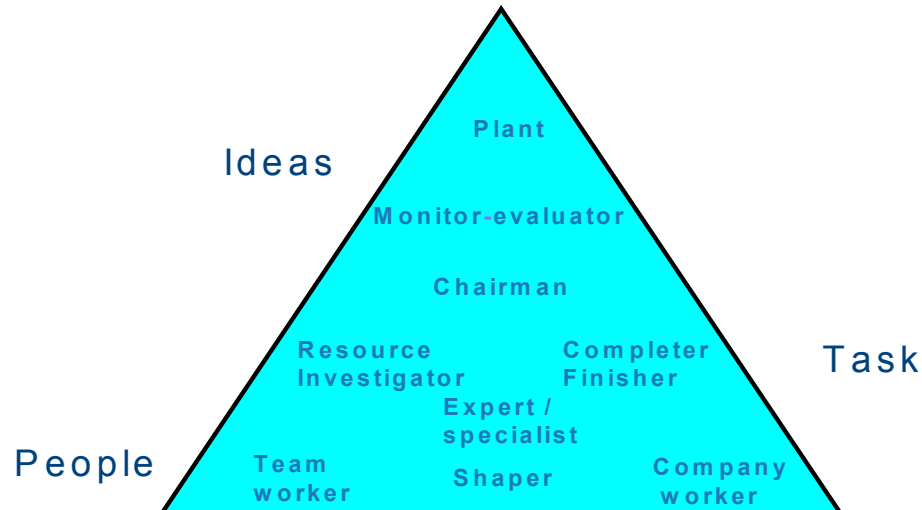 Plant
Ideas
Monitor-evaluator
Chairman
Resource
Investigator
Completer
Finisher
Task
Expert /
specialist
People
Team
worker
Shaper
Company
worker